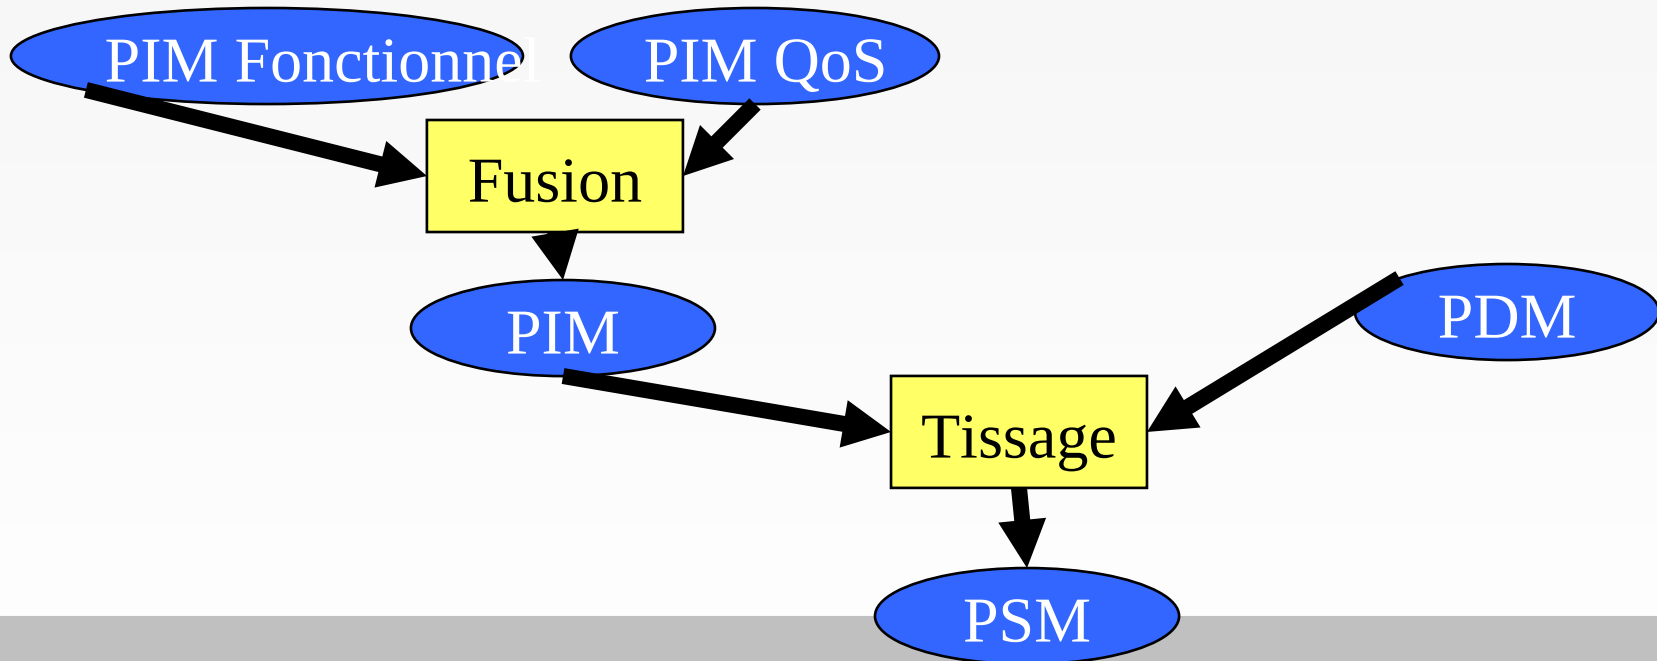 PIM Fonctionnel
PIM QoS
Fusion
PIM
PDM
Tissage
PSM